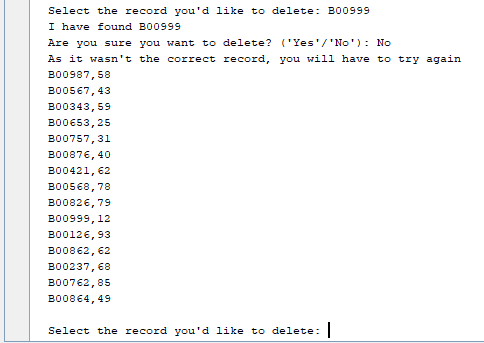 Select the record you'd like to delete: B00999
I have found B00999
Are you sure you want to delete? ('Yes'/'No'): No
As it wasn't the correct record, you will have to try again
B00987,58
B00567,43
B00343,59
B00653,25
B00757,31
B00876,40
B00421,62
B00568,78
B00826,79
B00999,12
B00126,93
B00862,62
B00237,68
B00762,85
B00864,49
Select the record you'd like to delete: